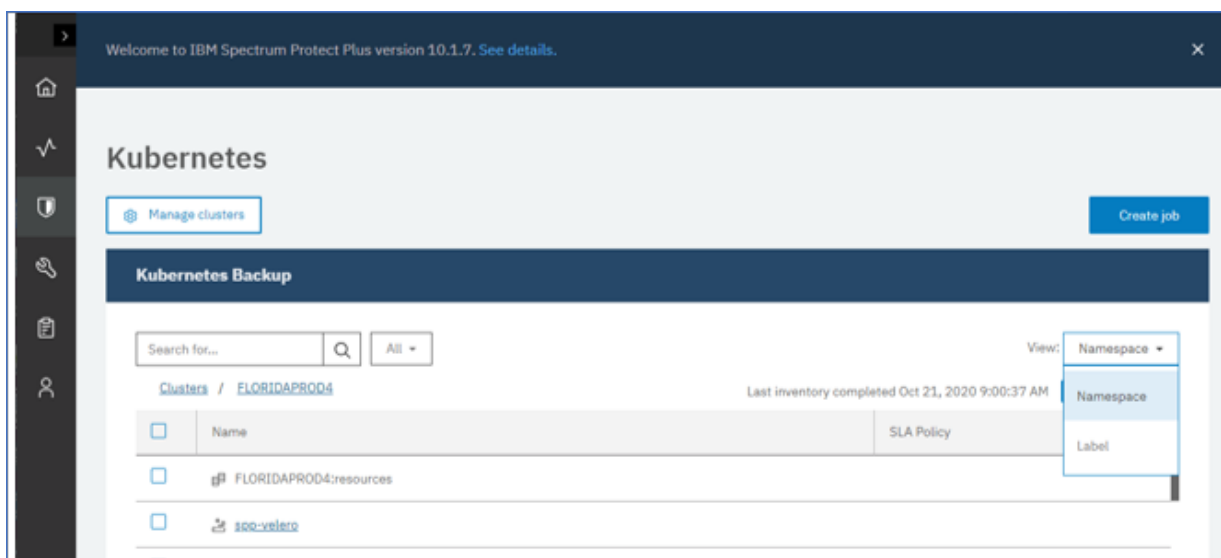 Welcome to IBM Spectrum Protect Plus version 10.1.7. See details.
Kubernetes
Manage clusters
Create job
Kubernetes Backup
Search for...
All
View:
Namespace
Clusters / FLORIDAPROD4
Last inventory completed Oct 21, 2020 9:00:37 AM
Namespace
Label
Name
SLA Policy
FLORIDAPROD4:resources
spp-velero